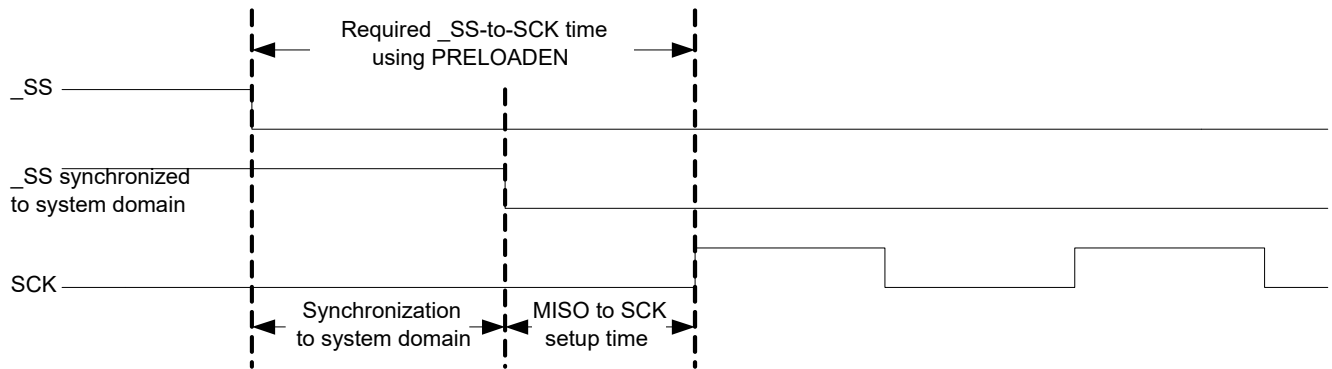 Required _SS-to-SCK time
using PRELOADEN
_SS
_SS synchronized
to system domain
SCK
Synchronization
to system domain
MISO to SCK
setup time